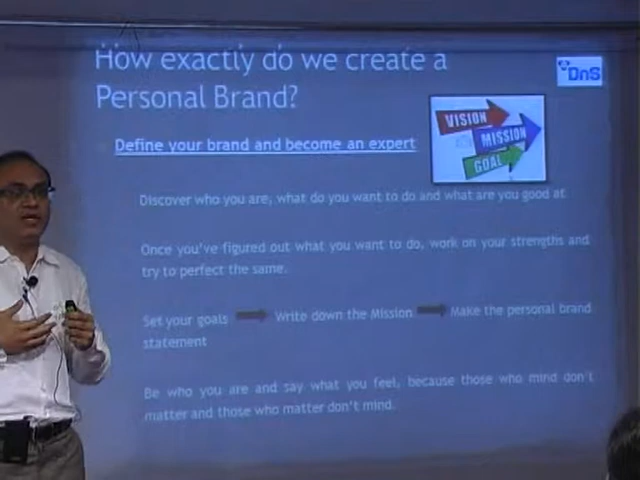 How exactly do we create a
Personal Brand?
DnS
VISION
MISSION
GOAL
Define your brand and become an expert
Discover who you are, what do you want to do and what are you good at
Once you've figured out what you want to do, work on your strengths and
try to perfect the same.
Set your goals Write down the Mission Make the personal brand
statement
Be who you are and say what you feel, because those who mind don't
matter and those who matter don't mind.